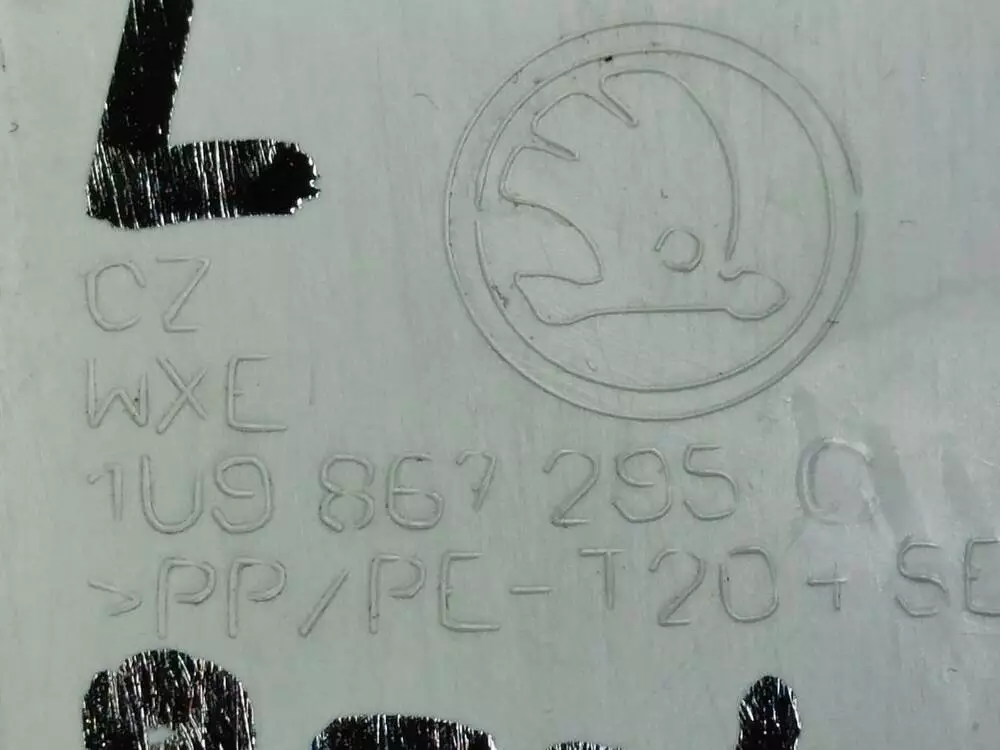 L
CZ
WXE
1U9 867 295
>PP/PE-T20+SE